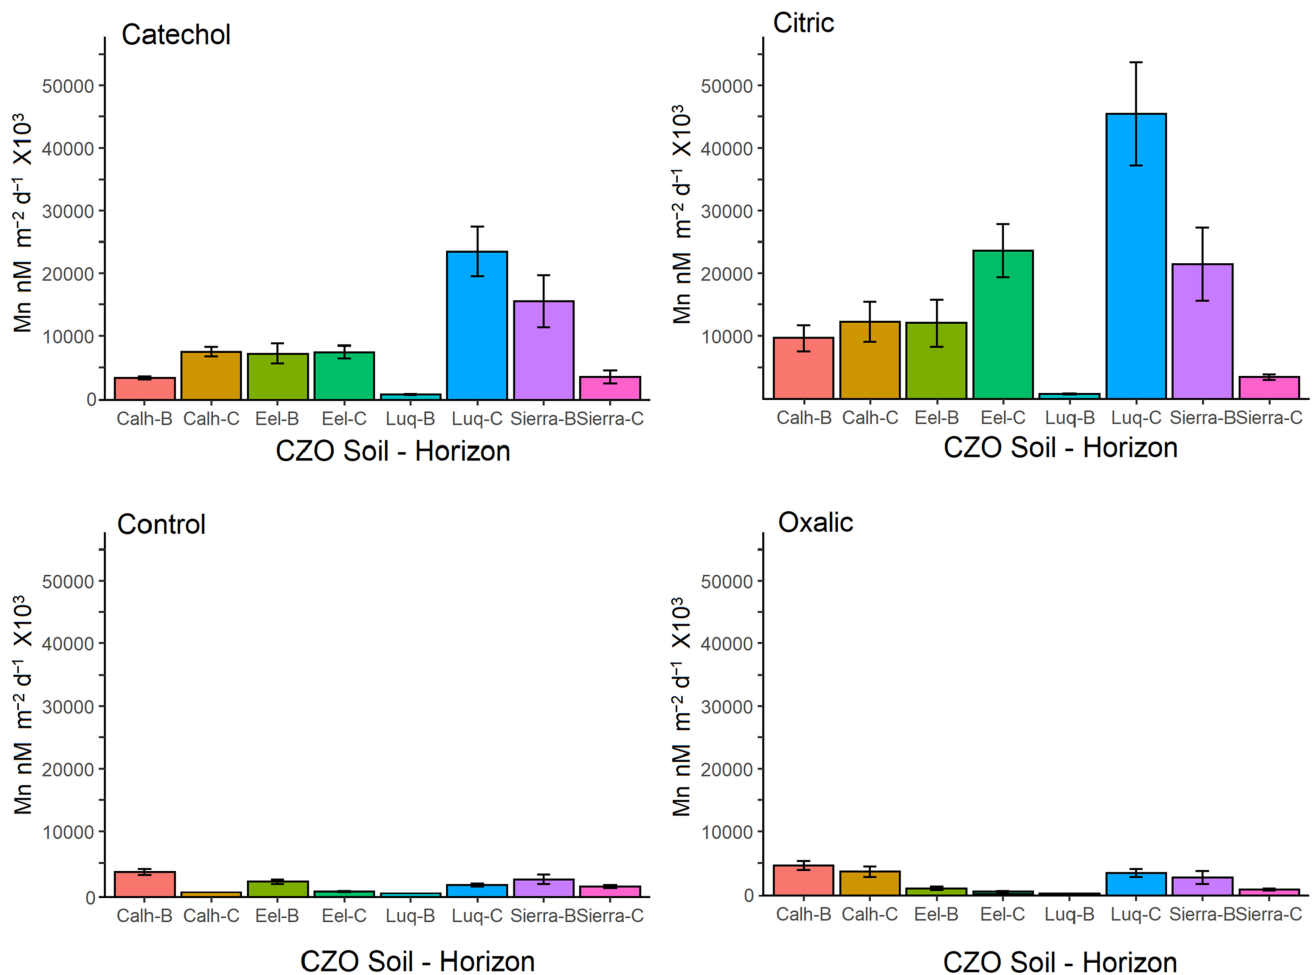 Catechol
Mn nM m⁻² d⁻¹ X10³
50000
40000
30000
20000
10000
0
Calh-B Calh-C Eel-B Eel-C Luq-B Luq-C Sierra-B Sierra-C
CZO Soil - Horizon
Citric
Mn nM m⁻² d⁻¹ X10³
50000
40000
30000
20000
10000
Calh-B Calh-C Eel-B Eel-C Luq-B Luq-C Sierra-B Sierra-C
CZO Soil - Horizon
Control
Mn nM m⁻² d⁻¹ X10³
50000
40000
30000
20000
10000
0
Calh-B Calh-C Eel-B Eel-C Luq-B Luq-C Sierra-B Sierra-C
CZO Soil - Horizon
Oxalic
Mn nM m⁻² d⁻¹ X10³
50000
40000
30000
20000
10000
0
Calh-B Calh-C Eel-B Eel-C Luq-B Luq-C Sierra-B Sierra-C
CZO Soil - Horizon